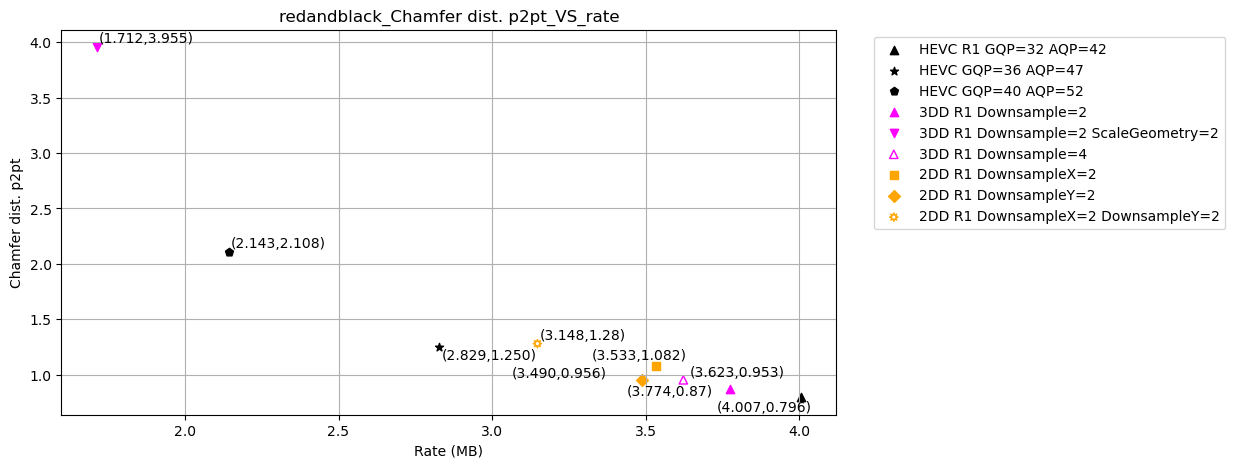 redandblack_Chamfer dist. p2pt_VS_rate
Chamfer dist. p2pt
4.0
3.5
3.0
2.5
2.0
1.5
1.0
(1.712,3.955)
(2.143,2.108)
(2.829,1.250)
(3.148,1.28)
(3.533,1.082)
(3.490,0.956)
(3.623,0.953)
(3.774,0.87)
(4.007,0.796)
2.0
2.5
3.0
3.5
4.0
Rate (MB)
HEVC R1 GQP=32 AQP=42
HEVC GQP=36 AQP=47
HEVC GQP=40 AQP=52
3DD R1 Downsample=2
3DD R1 Downsample=2 ScaleGeometry=2
3DD R1 Downsample=4
2DD R1 DownsampleX=2
2DD R1 DownsampleY=2
2DD R1 DownsampleX=2 DownsampleY=2